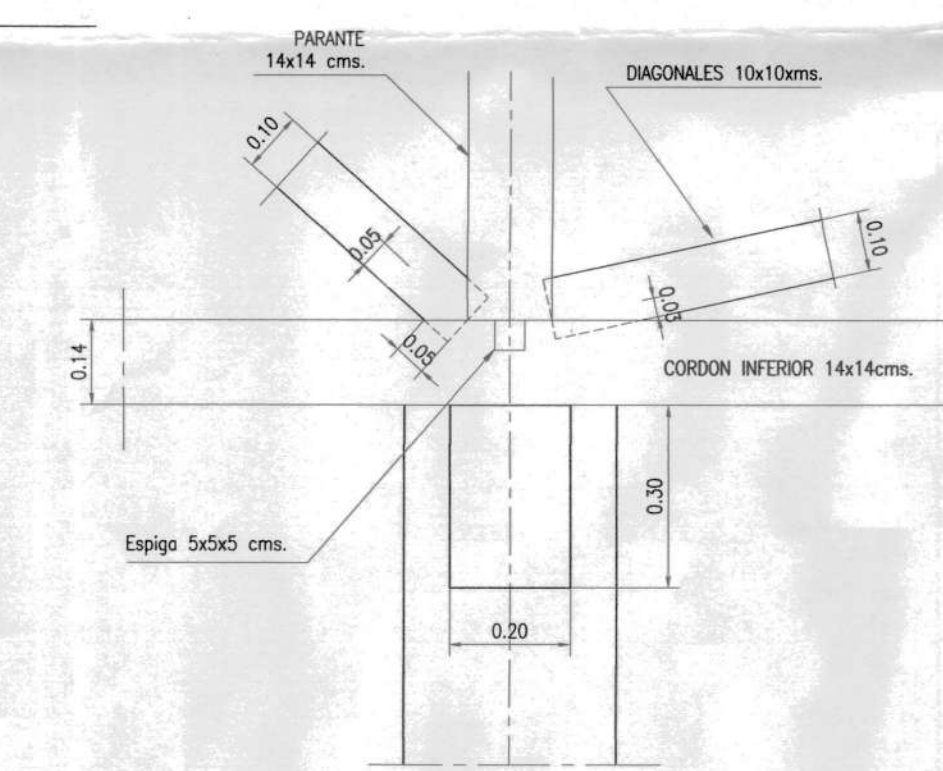 PARANTE
14x14 cms.
DIAGONALES 10x10xms.
0.10
0.05
0.10
0.03
0.05
0.14
CORDON INFERIOR 14x14cms.
0.30
Espiga 5x5x5 cms.
0.20